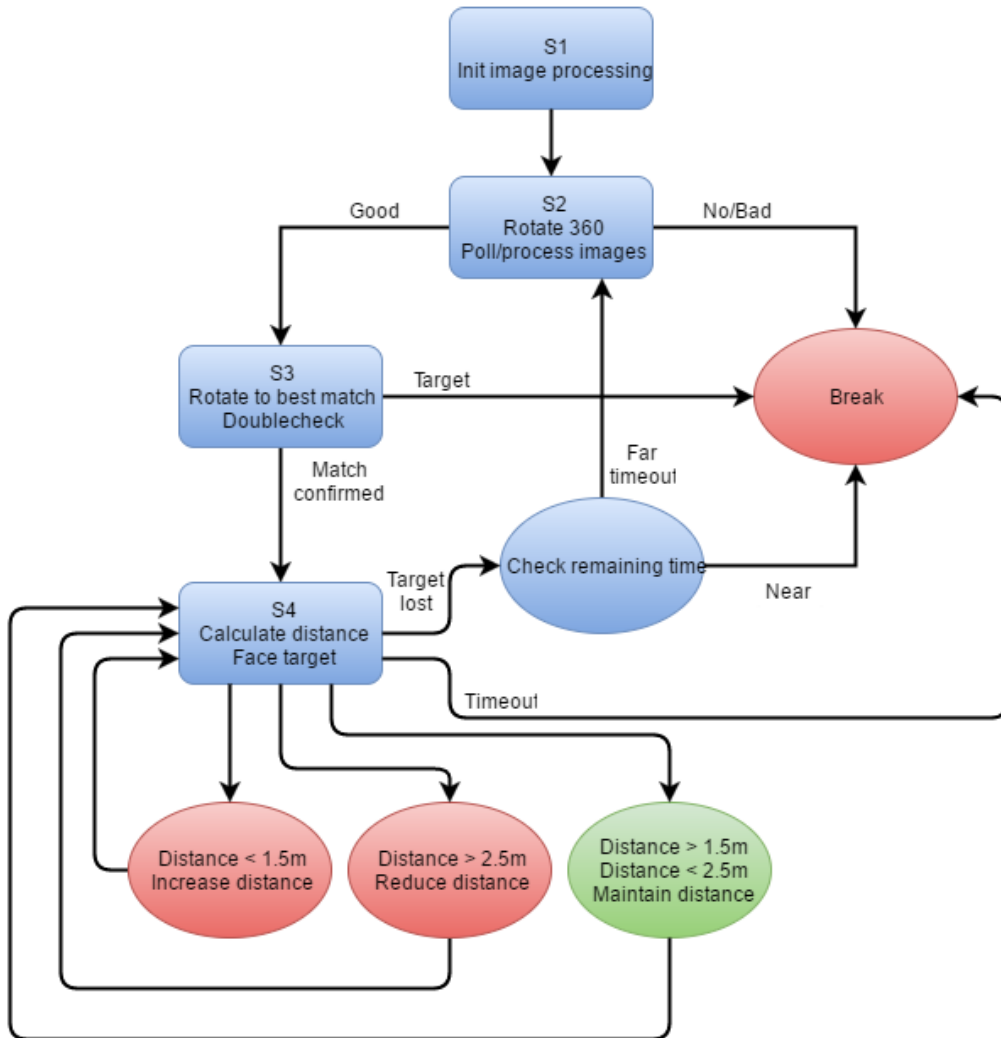 S1
Init image processing
Good
S2
Rotate 360
Poll/process images
No/Bad
S3
Rotate to best match
Doublecheck
Target
Break
Match
confirmed
Far
timeout
Check remaining time
Near
Target
lost
S4
Calculate distance
Face target
Timeout
Distance < 1.5m
Increase distance
Distance > 2.5m
Reduce distance
Distance > 1.5m
Distance < 2.5m
Maintain distance